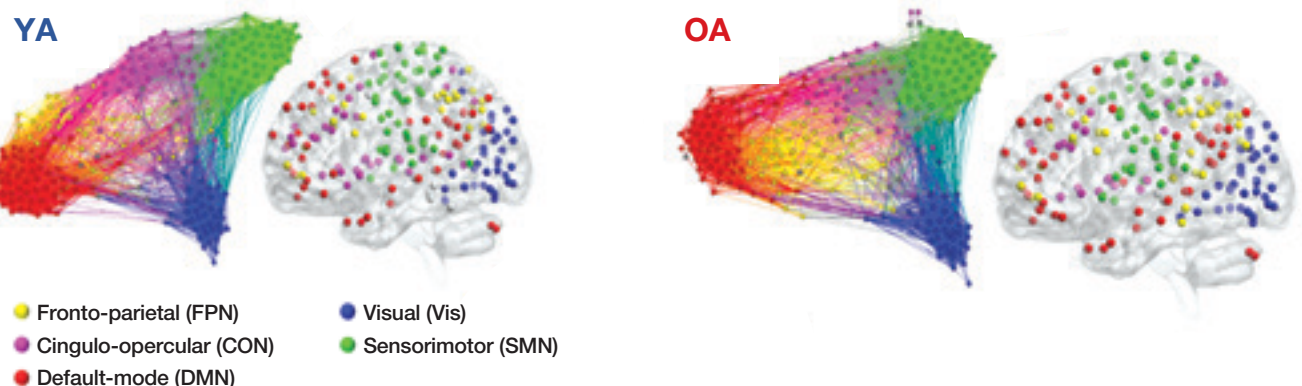 YA
OA
Fronto-parietal (FPN)
Cingulo-opercular (CON)
Default-mode (DMN)
Visual (Vis)
Sensorimotor (SMN)